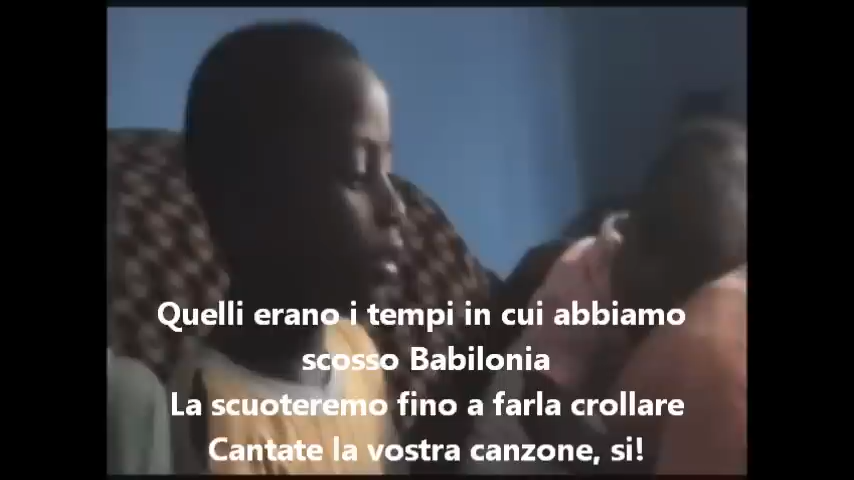 Quelli erano i tempi in cui abbiamo
scosso Babilonia
La scuoteremo fino a farla crollare
Cantate la vostra canzone, si!